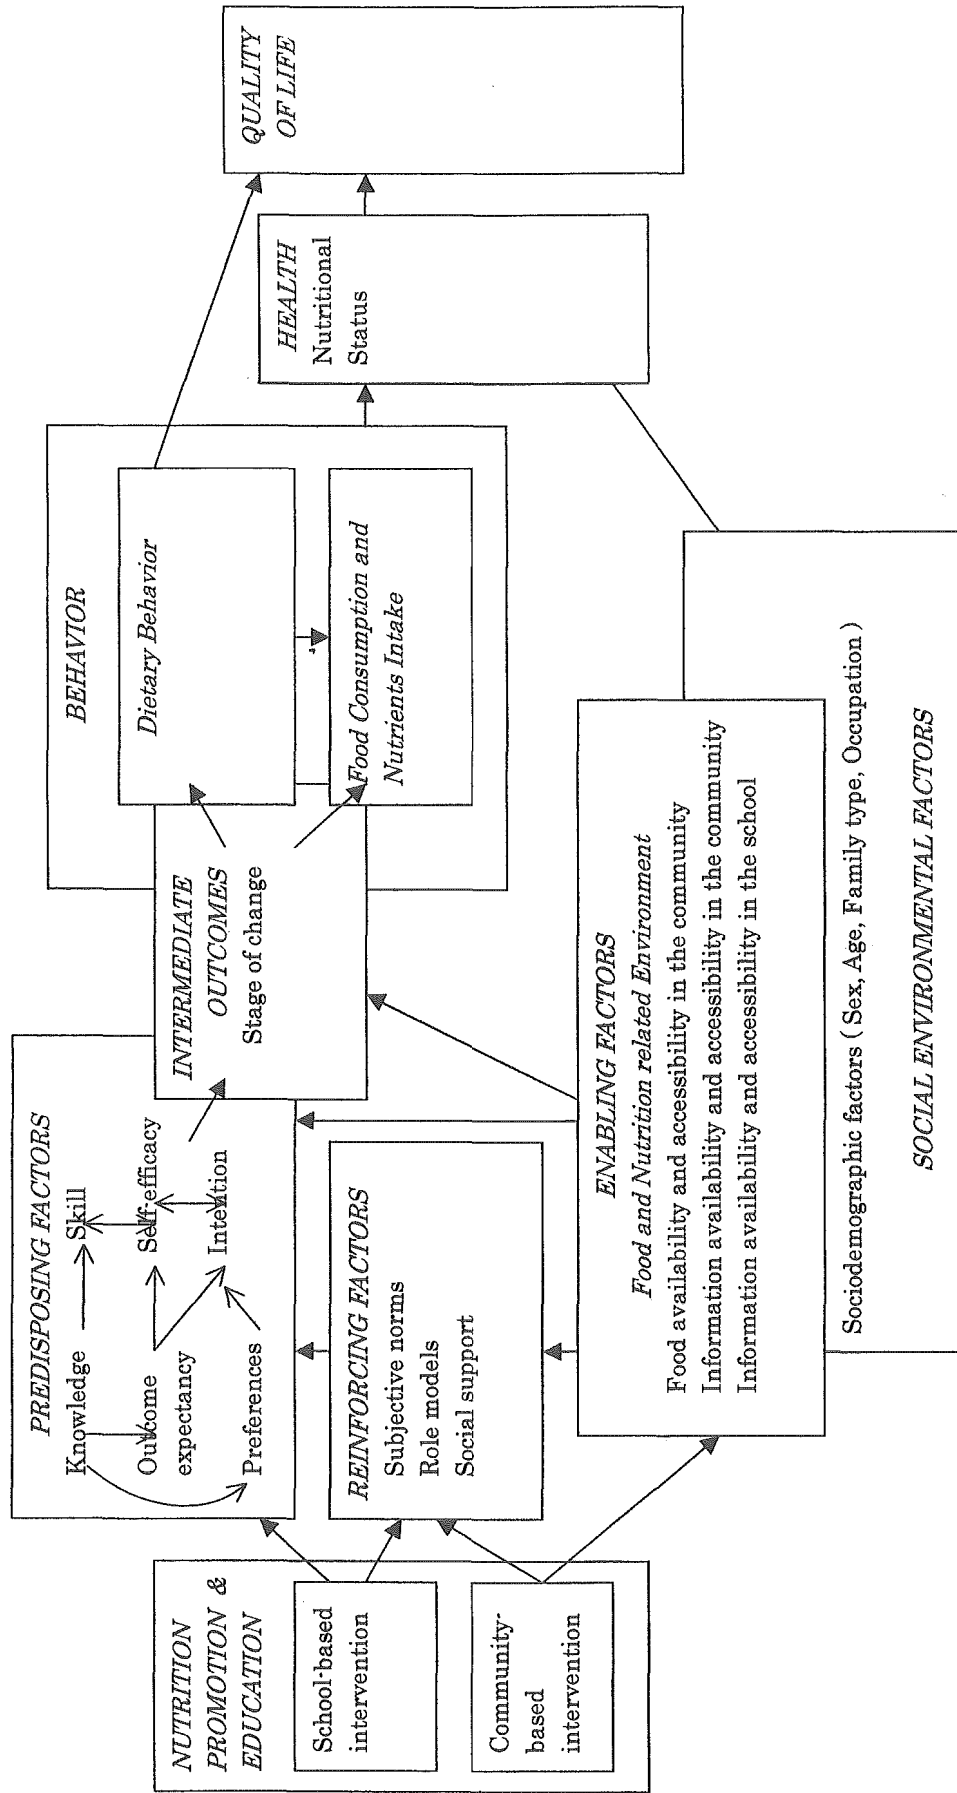 NUTRITION
PROMOTION &
EDUCATION
School-based
intervention
Community-
based
intervention
PREDISPOSING FACTORS
Knowledge
Skill
Outcome
expectancy
Self-efficacy
Preferences
Intention
REINFORCING FACTORS
Subjective norms
Role models
Social support
INTERMEDIATE
OUTCOMES
Stage of change
BEHAVIOR
Dietary Behavior
Food Consumption and
Nutrients Intake
HEALTH
Nutritional
Status
QUALITY
OF LIFE
ENABLING FACTORS
Food and Nutrition related Environment
Food availability and accessibility in the community
Information availability and accessibility in the community
Information availability and accessibility in the school
Sociodemographic factors ( Sex, Age, Family type, Occupation )
SOCIAL ENVIRONMENTAL FACTORS